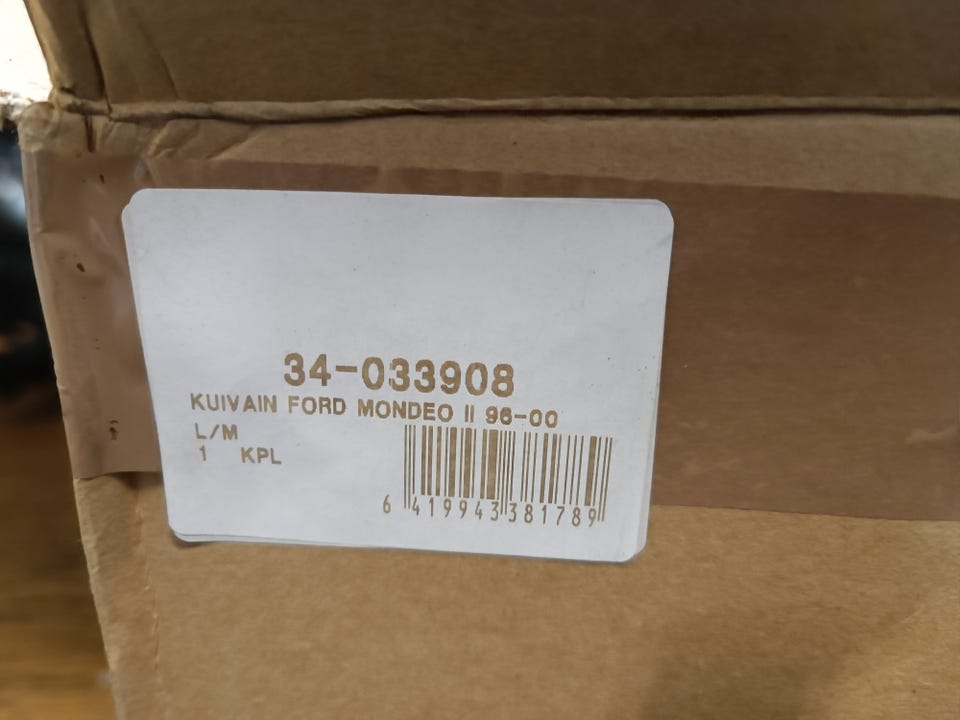 34-033908
KUIVAIN FORD MONDEO II 96-00
L/M
1 KPL
6 419943 381789